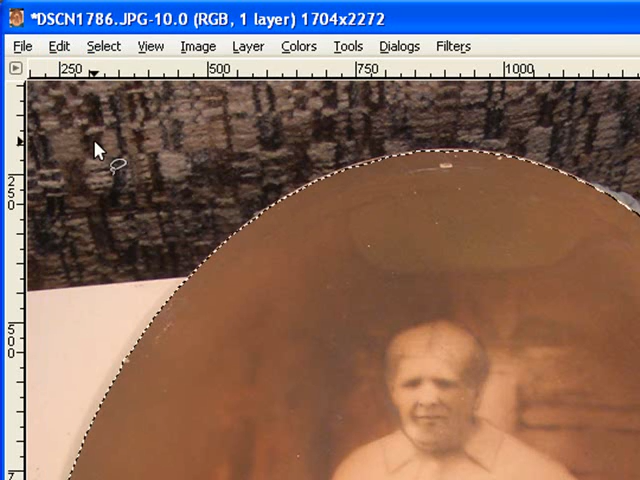 *DSCN1786.JPG-10.0 (RGB, 1 layer) 1704x2272
File Edit Select View Image Layer Colors Tools Dialogs Filters
250 500 750 1000
250
500
7